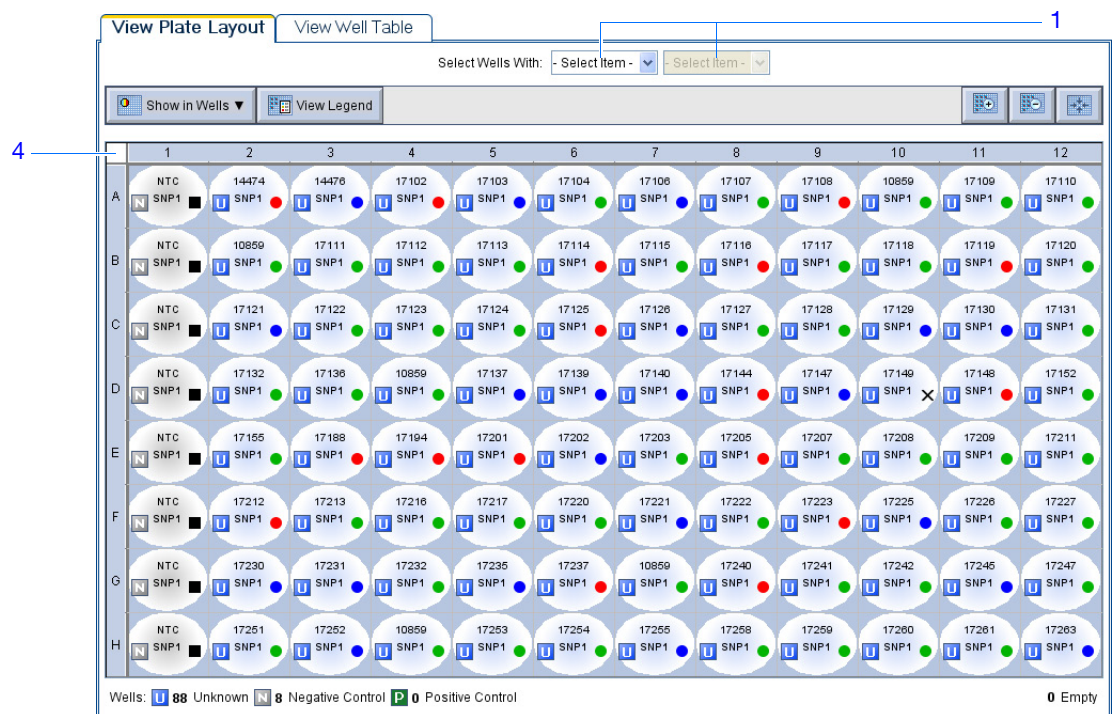 View Plate Layout View Well Table 1
Select Wells With: - Select Item - - Select Item -
Show in Wells ▼ View Legend
4
1 2 3 4 5 6 7 8 9 10 11 12
NTC 14474 14476 17102 17103 17104 17106 17107 17108 10859 17109 17110
A N SNP1 U SNP1 U SNP1 U SNP1 U SNP1 U SNP1 U SNP1 U SNP1 U SNP1 U SNP1 U SNP1 U SNP1
NTC 10859 17111 17112 17113 17114 17115 17116 17117 17118 17119 17120
B N SNP1 U SNP1 U SNP1 U SNP1 U SNP1 U SNP1 U SNP1 U SNP1 U SNP1 U SNP1 U SNP1 U SNP1
NTC 17121 17122 17123 17124 17125 17126 17127 17128 17129 17130 17131
C N SNP1 U SNP1 U SNP1 U SNP1 U SNP1 U SNP1 U SNP1 U SNP1 U SNP1 U SNP1 U SNP1 U SNP1
NTC 17132 17136 10859 17137 17139 17140 17144 17147 17149 17148 17152
D N SNP1 U SNP1 U SNP1 U SNP1 U SNP1 U SNP1 U SNP1 U SNP1 U SNP1 U SNP1 U SNP1 U SNP1
NTC 17155 17188 17194 17201 17202 17203 17205 17207 17208 17209 17211
E N SNP1 U SNP1 U SNP1 U SNP1 U SNP1 U SNP1 U SNP1 U SNP1 U SNP1 U SNP1 U SNP1 U SNP1
NTC 17212 17213 17216 17217 17220 17221 17222 17223 17225 17226 17227
F N SNP1 U SNP1 U SNP1 U SNP1 U SNP1 U SNP1 U SNP1 U SNP1 U SNP1 U SNP1 U SNP1 U SNP1
NTC 17230 17231 17232 17235 17237 10859 17240 17241 17242 17245 17247
G N SNP1 U SNP1 U SNP1 U SNP1 U SNP1 U SNP1 U SNP1 U SNP1 U SNP1 U SNP1 U SNP1 U SNP1
NTC 17251 17252 10859 17253 17254 17255 17258 17259 17260 17261 17263
H N SNP1 U SNP1 U SNP1 U SNP1 U SNP1 U SNP1 U SNP1 U SNP1 U SNP1 U SNP1 U SNP1 U SNP1
Wells: U 88 Unknown N 8 Negative Control P 0 Positive Control 0 Empty